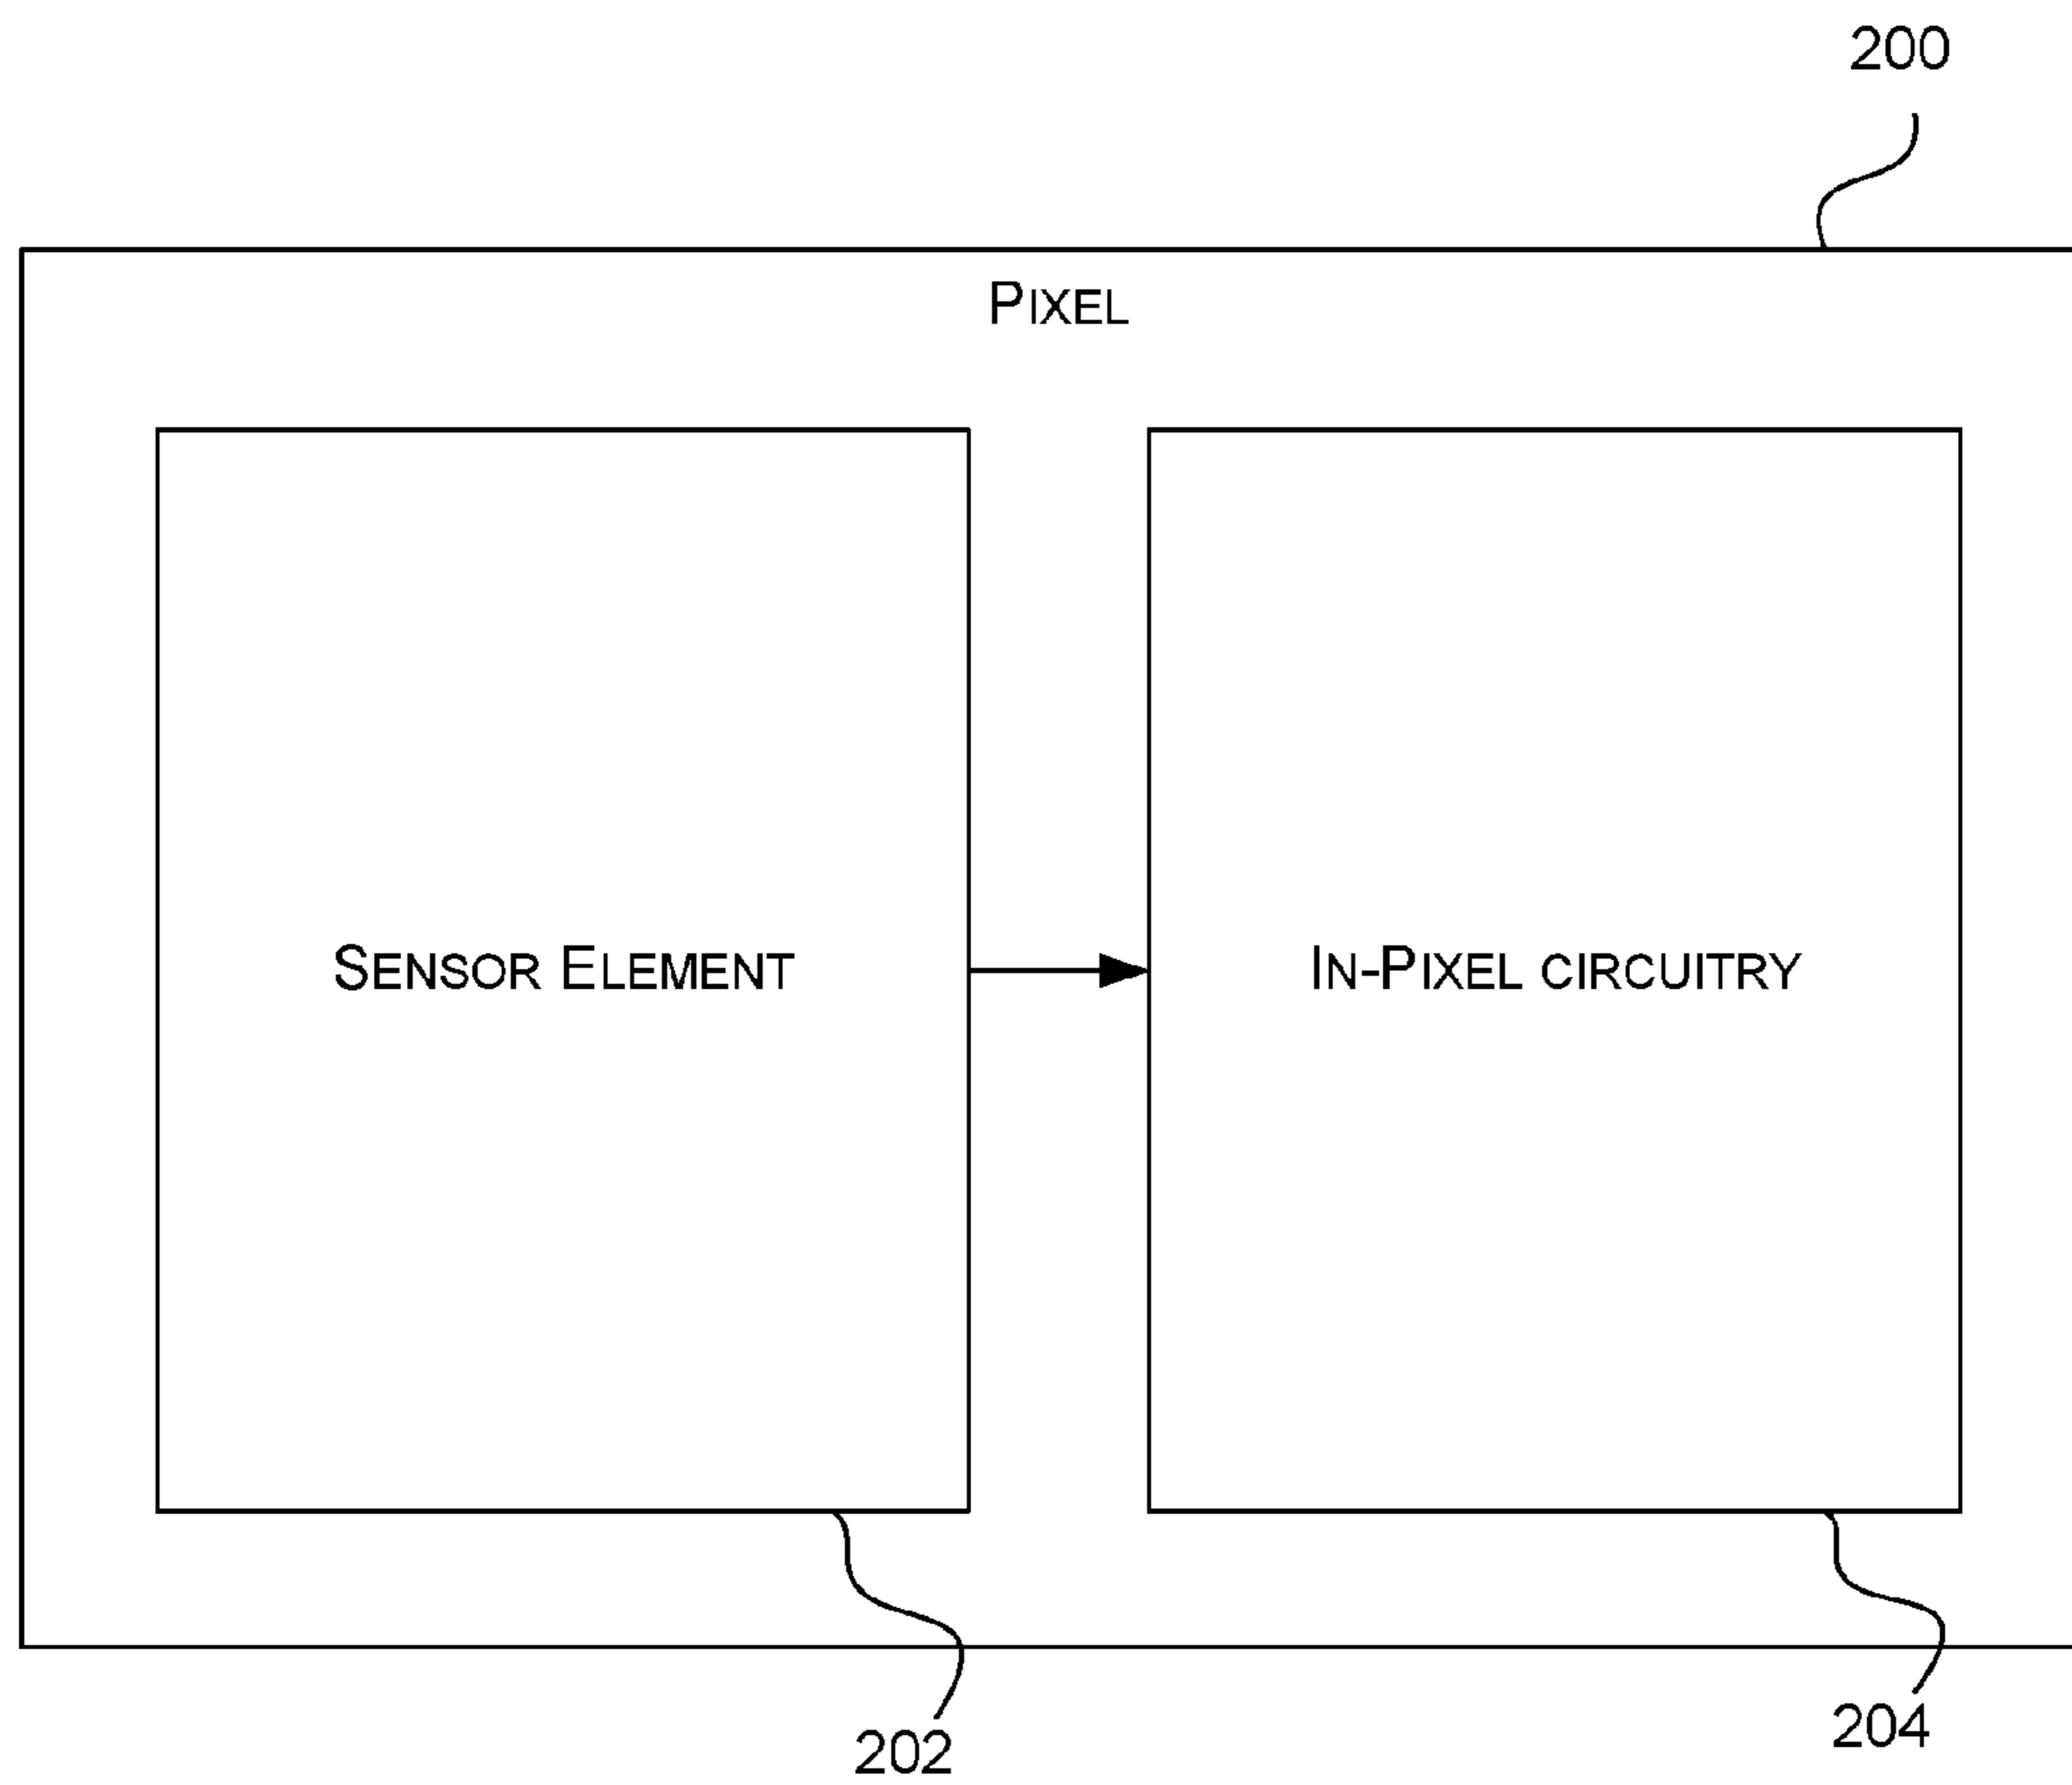 200
PIXEL
SENSOR ELEMENT
IN-PIXEL CIRCUITRY
202
204